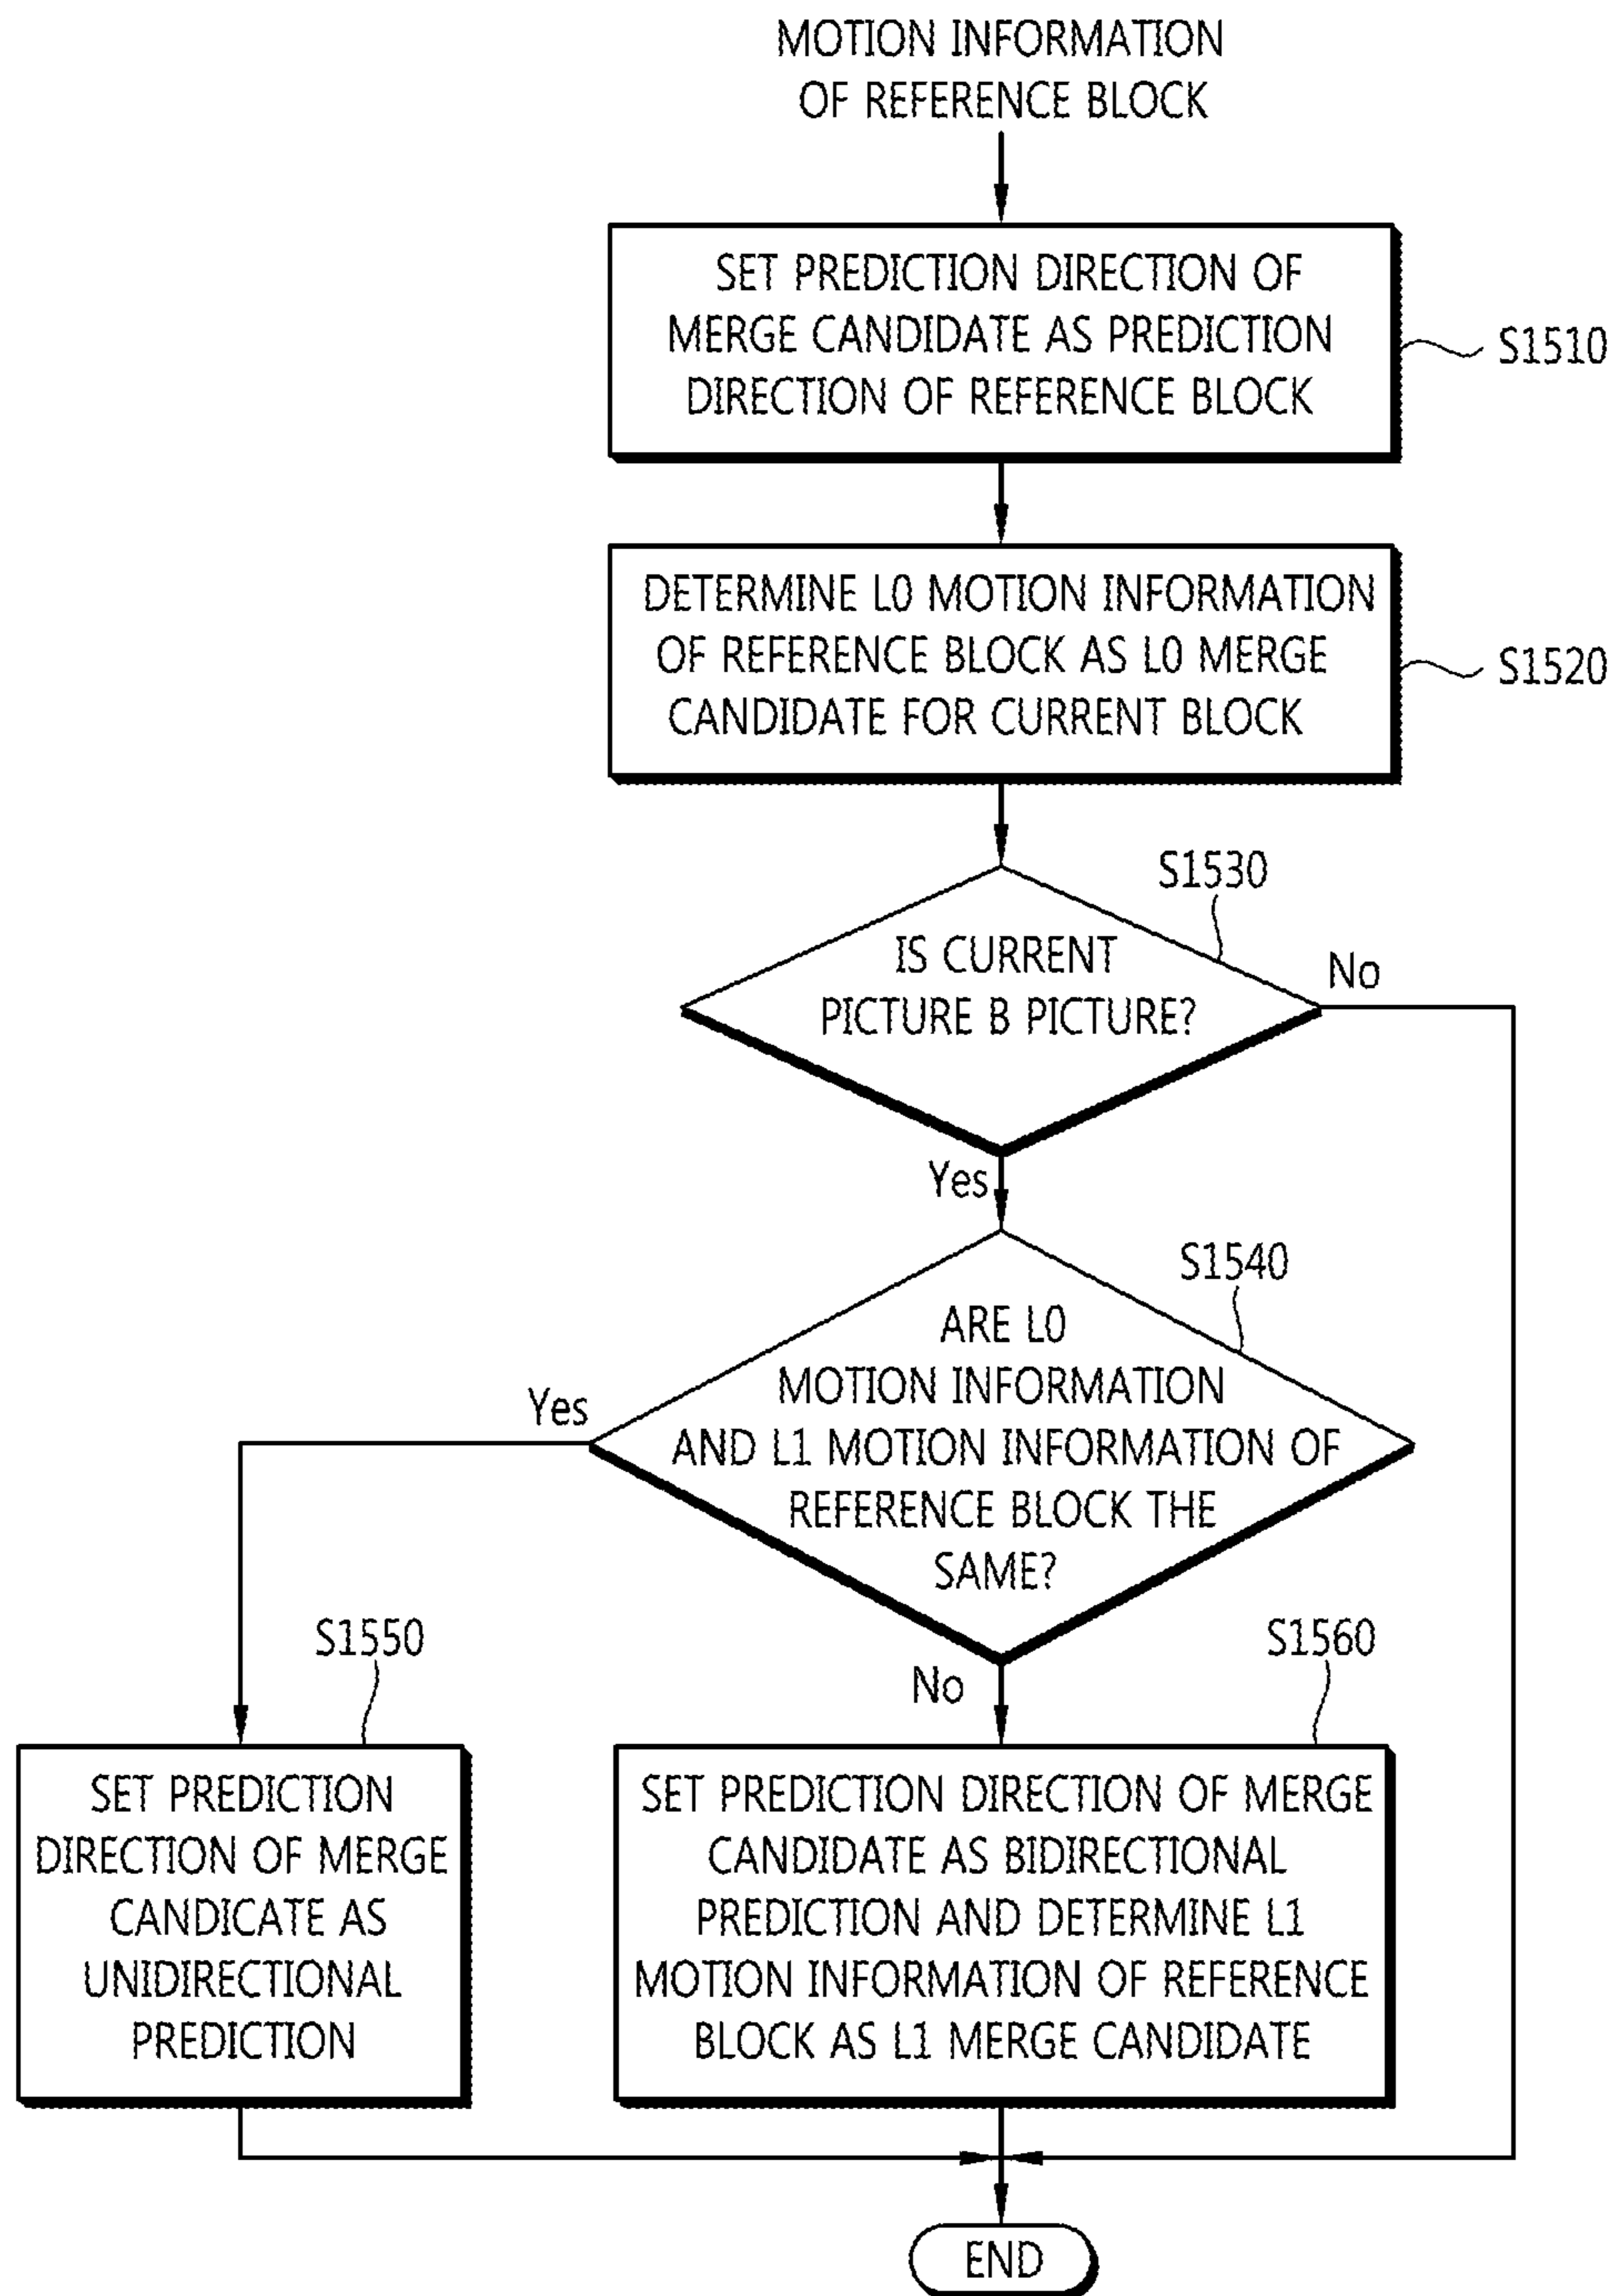 MOTION INFORMATION
OF REFERENCE BLOCK
SET PREDICTION DIRECTION OF
MERGE CANDIDATE AS PREDICTION
DIRECTION OF REFERENCE BLOCK
S1510
DETERMINE L0 MOTION INFORMATION
OF REFERENCE BLOCK AS L0 MERGE
CANDIDATE FOR CURRENT BLOCK
S1520
S1530
IS CURRENT
PICTURE B PICTURE?
No
Yes
S1540
ARE L0
MOTION INFORMATION
AND L1 MOTION INFORMATION OF
REFERENCE BLOCK THE
SAME?
Yes
No
S1550
SET PREDICTION
DIRECTION OF MERGE
CANDICATE AS
UNIDIRECTIONAL
PREDICTION
S1560
SET PREDICTION DIRECTION OF MERGE
CANDIDATE AS BIDIRECTIONAL
PREDICTION AND DETERMINE L1
MOTION INFORMATION OF REFERENCE
BLOCK AS L1 MERGE CANDIDATE
END